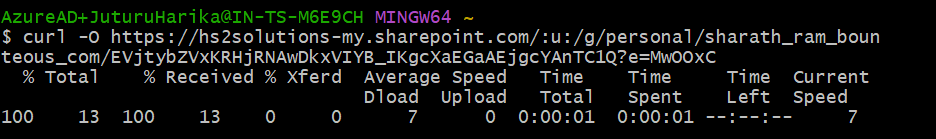 AzureAD+JuturuHarika@IN-TS-M6E9CH MINGW64 ~
$ curl -O https://hs2solutions-my.sharepoint.com/:u:/g/personal/sharath_ram_boun
teous_com/EVjtybZVxKRHjRNAwDkxVIYB_IKgcXaEGaAEjgcYAnTC1Q?e=MwOOxC
  % Total    % Received % Xferd  Average Speed   Time    Time     Time  Current
                                 Dload  Upload   Total   Spent    Left  Speed
100    13  100    13    0     0      7      0  0:00:01  0:00:01 --:--:--     7